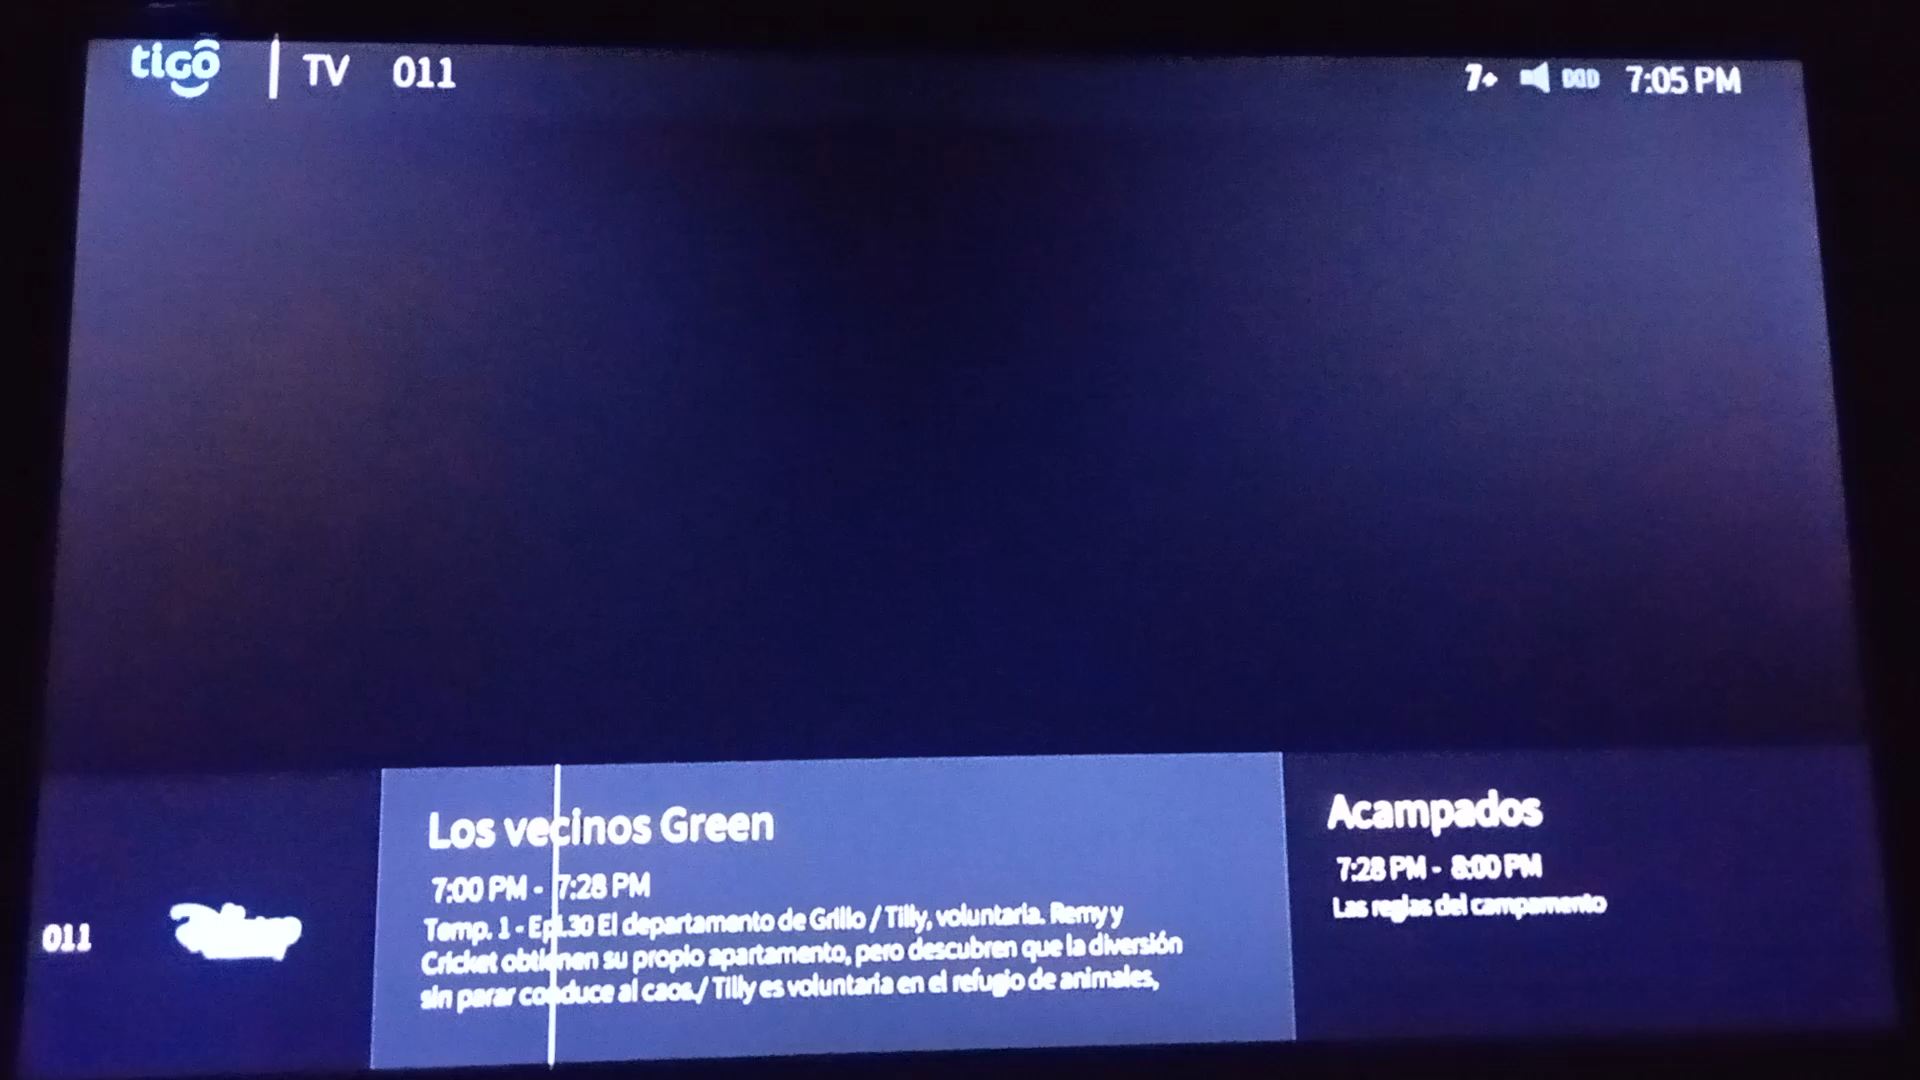 tigo TV 011
7+ 7:05 PM
Los vecinos Green
7:00 PM - 7:28 PM
Temp. 1 - Epi.30 El departamento de Grillo / Tilly, voluntaria. Remy y
Cricket obtienen su propio apartamento, pero descubren que la diversión
sin parar conduce al caos./ Tilly es voluntaria en el refugio de animales,
Acampados
7:28 PM - 8:00 PM
Las reglas del campamento
011 Disney